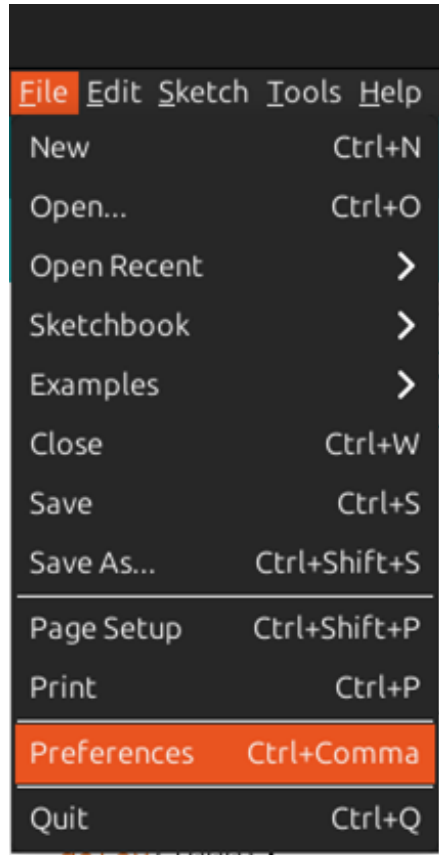 File Edit Sketch Tools Help
New Ctrl+N
Open... Ctrl+O
Open Recent
Sketchbook
Examples
Close Ctrl+W
Save Ctrl+S
Save As... Ctrl+Shift+S
Page Setup Ctrl+Shift+P
Print Ctrl+P
Preferences Ctrl+Comma
Quit Ctrl+Q